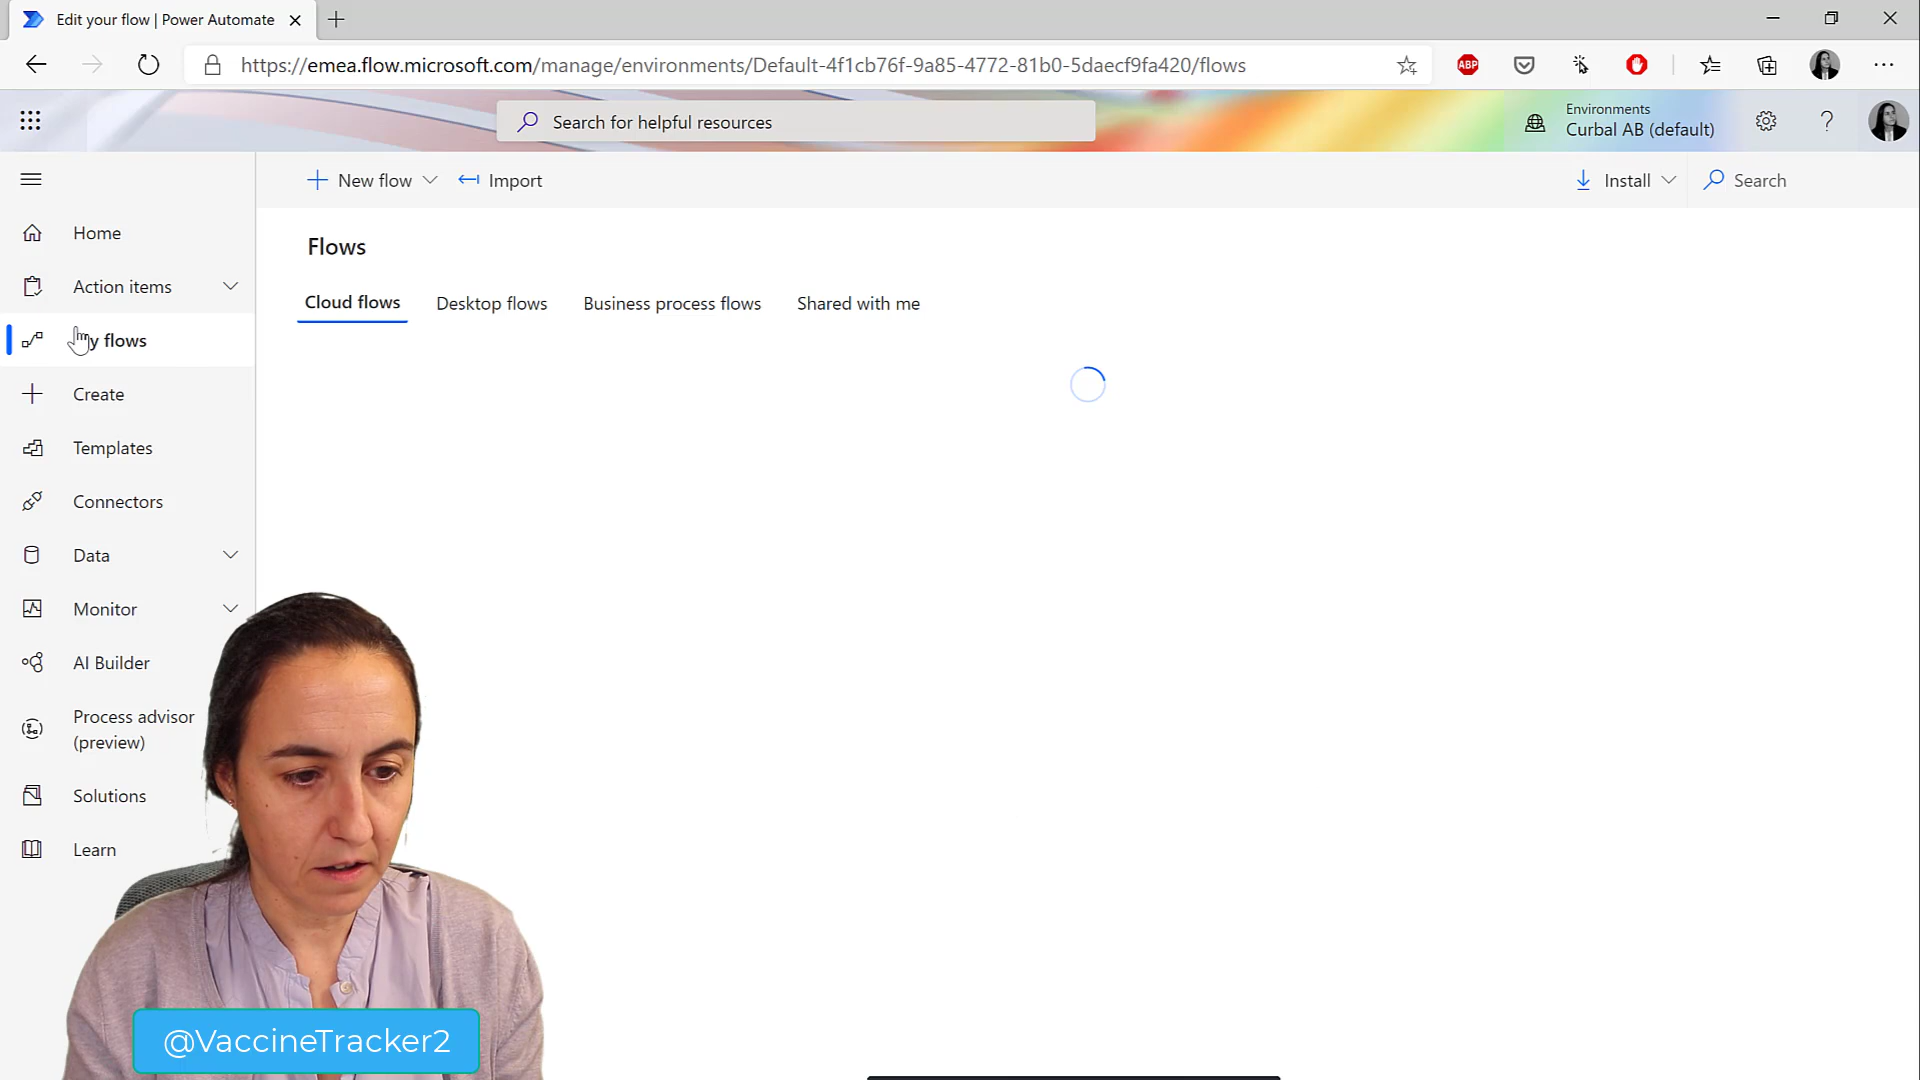 Edit your flow | Power Automate
https://emea.flow.microsoft.com/manage/environments/Default-4f1cb76f-9a85-4772-81b0-5daecf9fa420/flows
ABP
Search for helpful resources
Environments
Curbal AB (default)
New flow
Import
Install
Search
Home
Action items
y flows
Create
Templates
Connectors
Data
Monitor
AI Builder
Process advisor
(preview)
Solutions
Learn
Flows
Cloud flows
Desktop flows
Business process flows
Shared with me
@VaccineTracker2